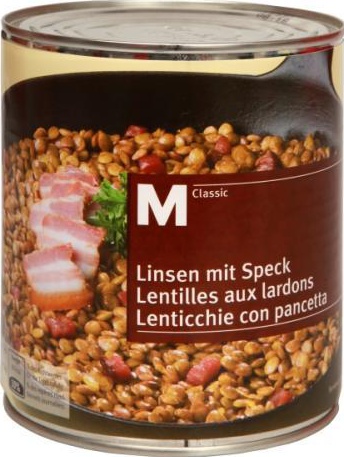 M
Classic
Linsen mit Speck
Lentilles aux lardons
Lenticchie con pancetta